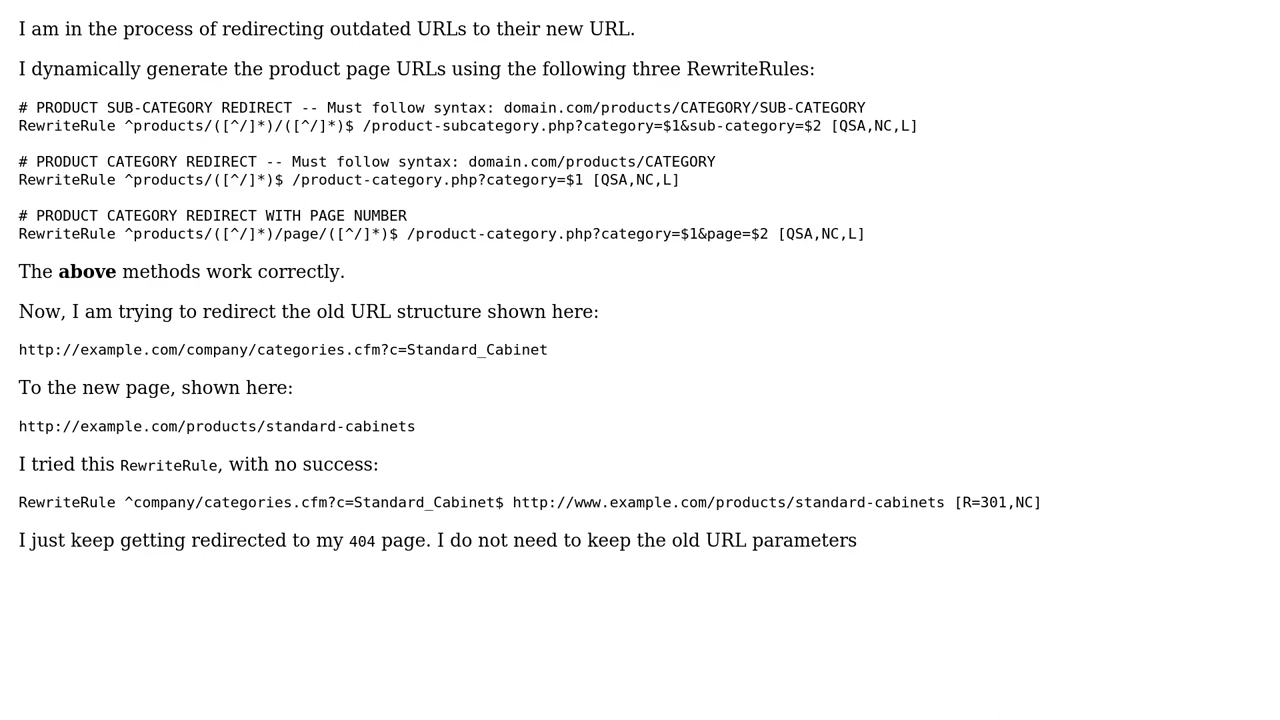 I am in the process of redirecting outdated URLs to their new URL.
I dynamically generate the product page URLs using the following three RewriteRules:
# PRODUCT SUB-CATEGORY REDIRECT -- Must follow syntax: domain.com/products/CATEGORY/SUB-CATEGORY
RewriteRule ^products/([^/]*)/([^/]*)$ /product-subcategory.php?category=$1&sub-category=$2 [QSA,NC,L]
# PRODUCT CATEGORY REDIRECT -- Must follow syntax: domain.com/products/CATEGORY
RewriteRule ^products/([^/]*)$ /product-category.php?category=$1 [QSA,NC,L]
# PRODUCT CATEGORY REDIRECT WITH PAGE NUMBER
RewriteRule ^products/([^/]*)/page/([^/]*)$ /product-category.php?category=$1&page=$2 [QSA,NC,L]
The above methods work correctly.
Now, I am trying to redirect the old URL structure shown here:
http://example.com/company/categories.cfm?c=Standard_Cabinet
To the new page, shown here:
http://example.com/products/standard-cabinets
I tried this RewriteRule, with no success:
RewriteRule ^company/categories.cfm?c=Standard_Cabinet$ http://www.example.com/products/standard-cabinets [R=301,NC]
I just keep getting redirected to my 404 page. I do not need to keep the old URL parameters